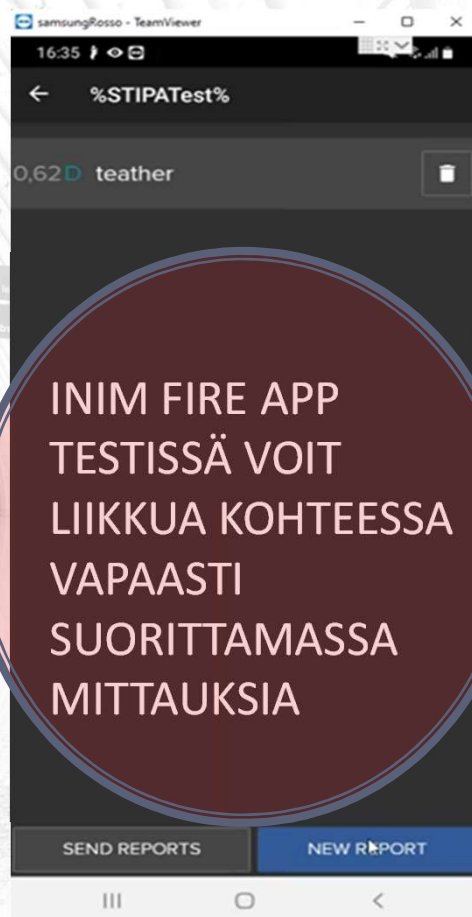 samsungRosso - TeamViewer
16:35
%STIPATest%
0,62 D teather
INIM FIRE APP
TESTISSÄ VOIT
LIIKKUA KOHTEESSA
VAPAASTI
SUORITTAMASSA
MITTAUKSIA
SEND REPORTS NEW REPORT